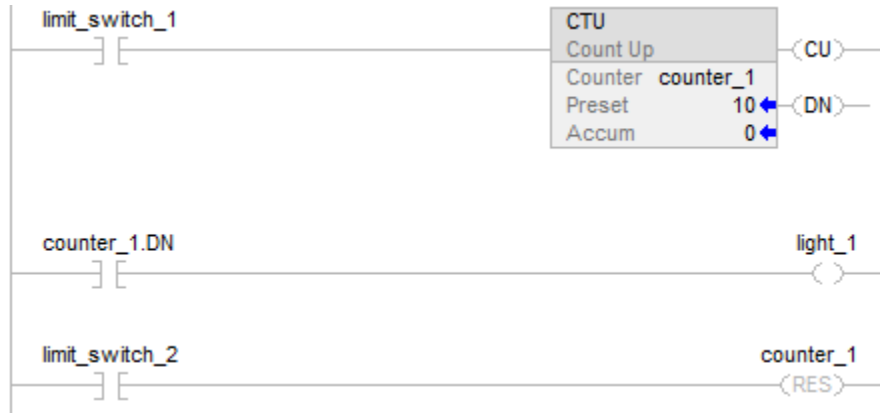 limit_switch_1
CTU
Count Up
CU
Counter counter_1
Preset 10
DN
Accum 0
counter_1.DN light_1
limit_switch_2 counter_1
RES